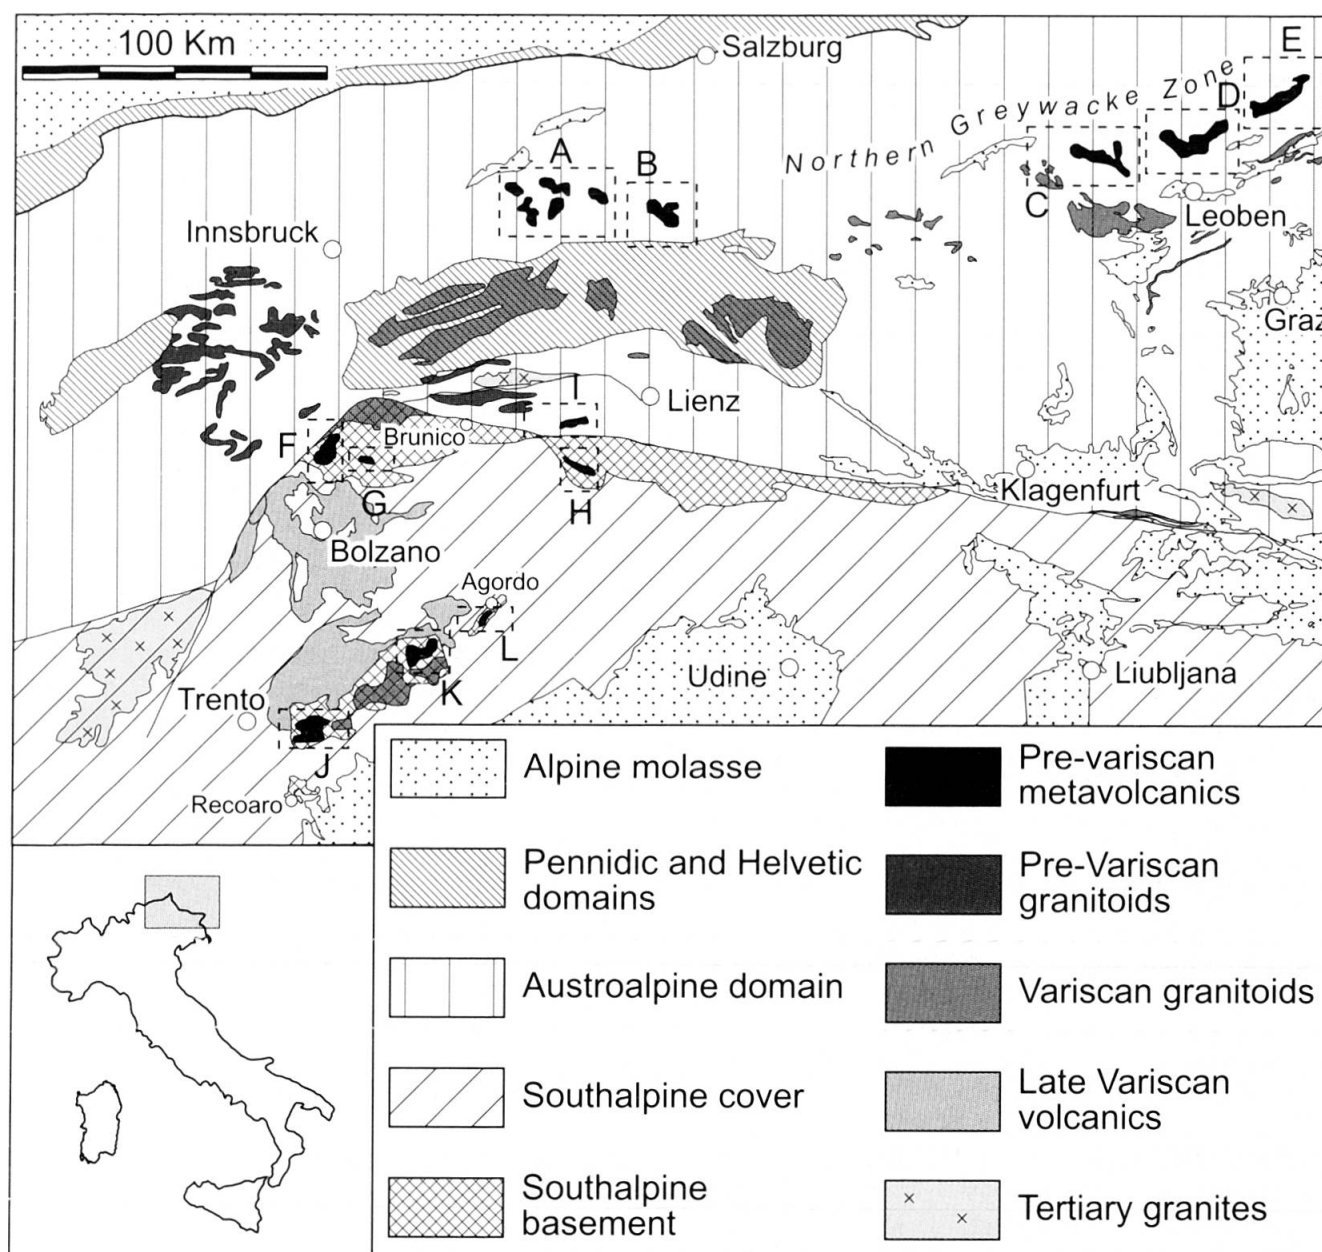 100 Km
Salzburg
E
Northern Greywacke Zone
D
A
B
C
Leoben
Innsbruck
Graz
I
Lienz
F
Brunico
G
H
Klagenfurt
Bolzano
Agordo
L
Udine
Liubljana
K
Trento
J
Recoaro
Alpine molasse
Pennidic and Helvetic
domains
Austroalpine domain
Southalpine cover
Southalpine
basement
Pre-variscan
metavolcanics
Pre-Variscan
granitoids
Variscan granitoids
Late Variscan
volcanics
Tertiary granites